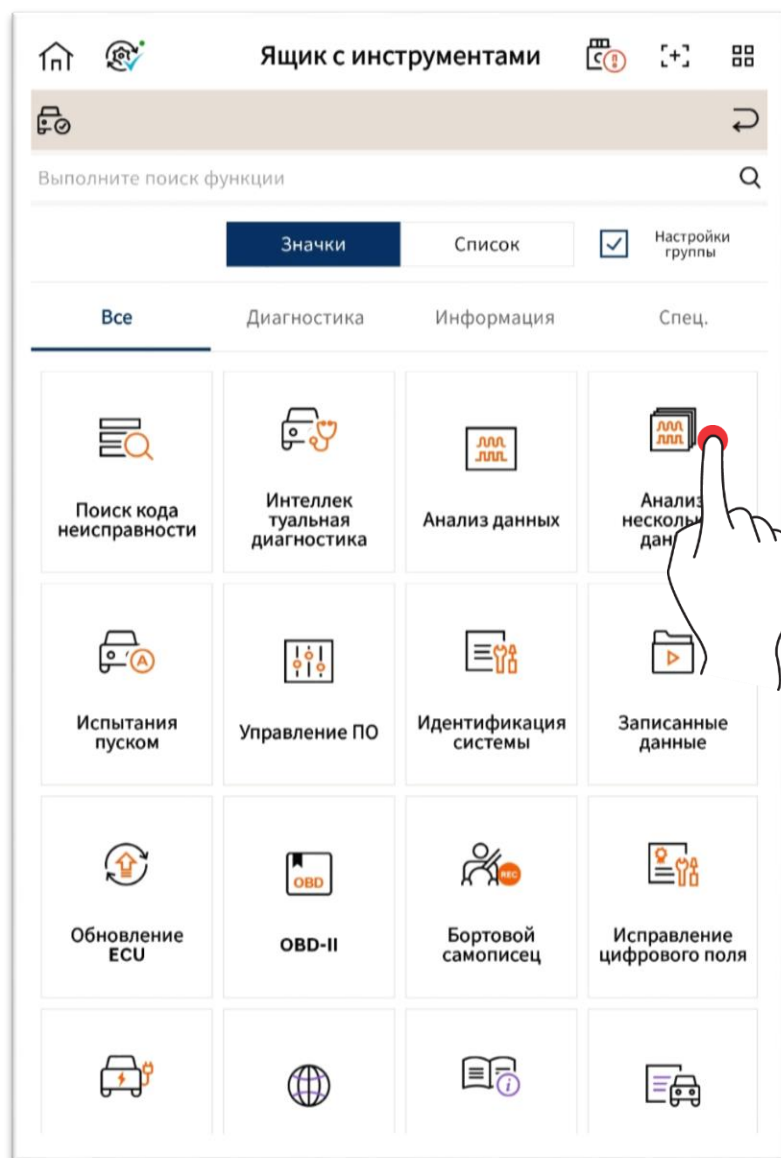 Ящик с инструментами
Выполните поиск функции
Значки
Список
Настройки
группы
Все
Диагностика
Информация
Спец.
Поиск кода
неисправности
Интеллек
туальная
диагностика
Анализ данных
Анализ
Испытания
пуском
Управление ПО
Идентификация
системы
Записанные
данные
OBD
REC
Обновление
ECU
OBD-II
Бортовой
самописец
Исправление
цифрового поля